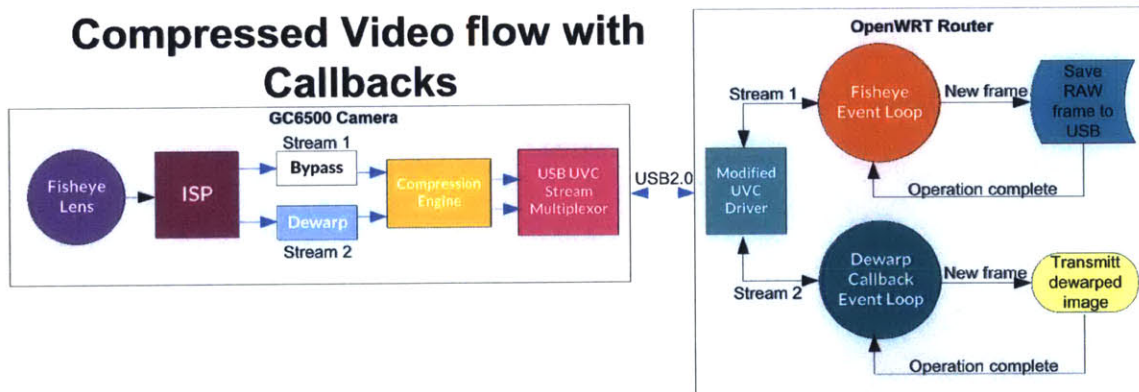 Compressed Video flow with
Callbacks
GC6500 Camera
Fisheye
Lens
ISP
Stream 1
Bypass
Dewarp
Stream 2
Compression
Engine
USB UVC
Stream
Multiplexor
USB2.0
OpenWRT Router
Modified
UVC
Driver
Stream 1
Fisheye
Event Loop
New frame
Save
RAW
frame to
USB
Operation complete
Stream 2
Dewarp
Callback
Event Loop
New frame
Transmitt
dewarped
image
Operation complete